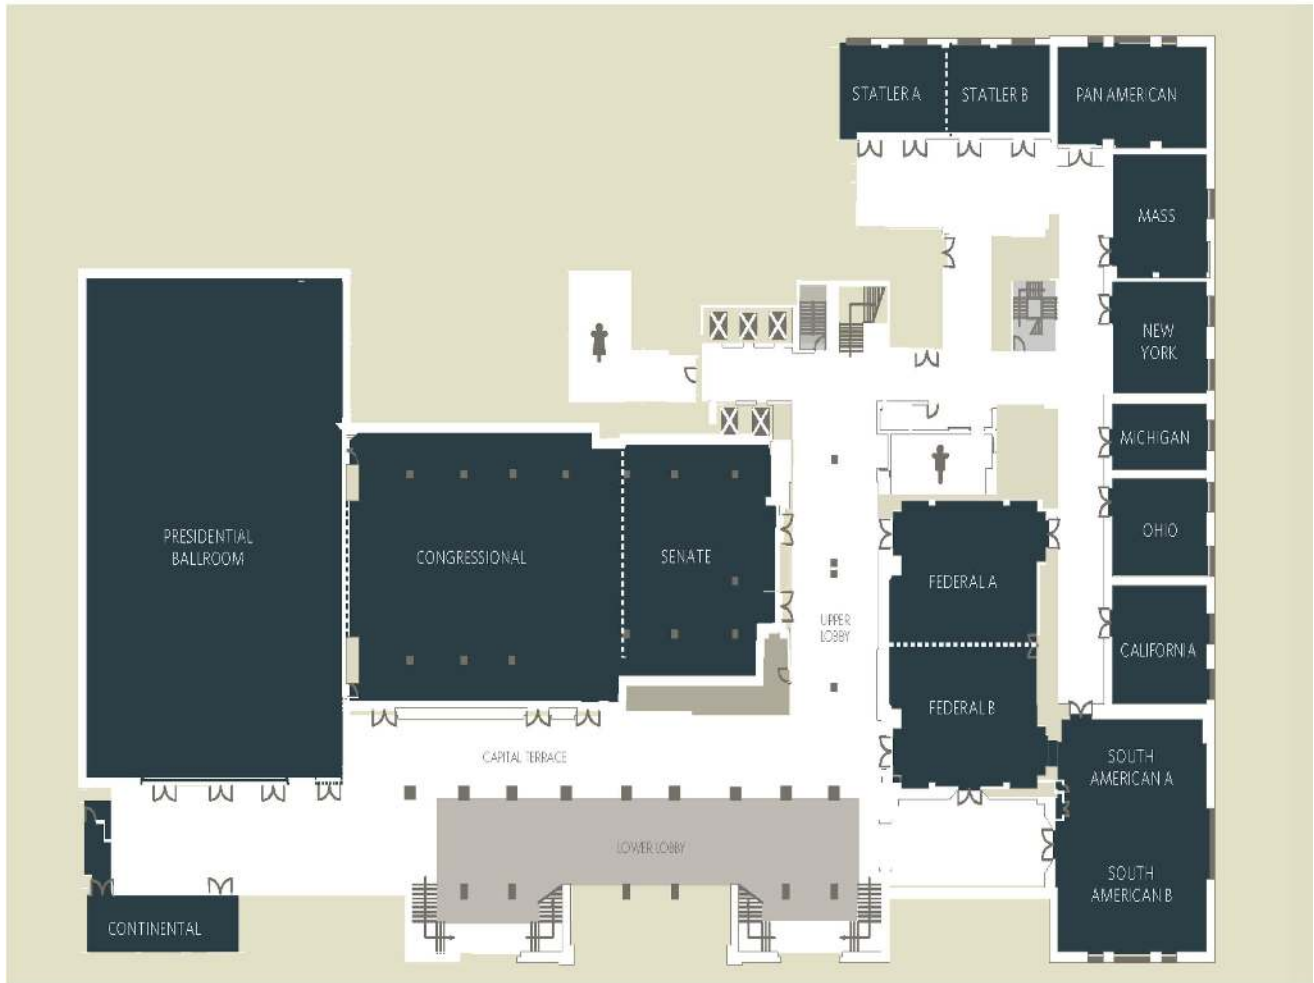 STATLER A
STATLER B
PAN AMERICAN
MASS
NEW
YORK
MICHIGAN
OHIO
PRESIDENTIAL
BALLROOM
CONGRESSIONAL
SENATE
FEDERAL A
UPPER
LOBBY
CALIFORNIA
FEDERAL B
CAPITAL TERRACE
SOUTH
AMERICAN A
LOWER LOBBY
SOUTH
AMERICAN B
CONTINENTAL